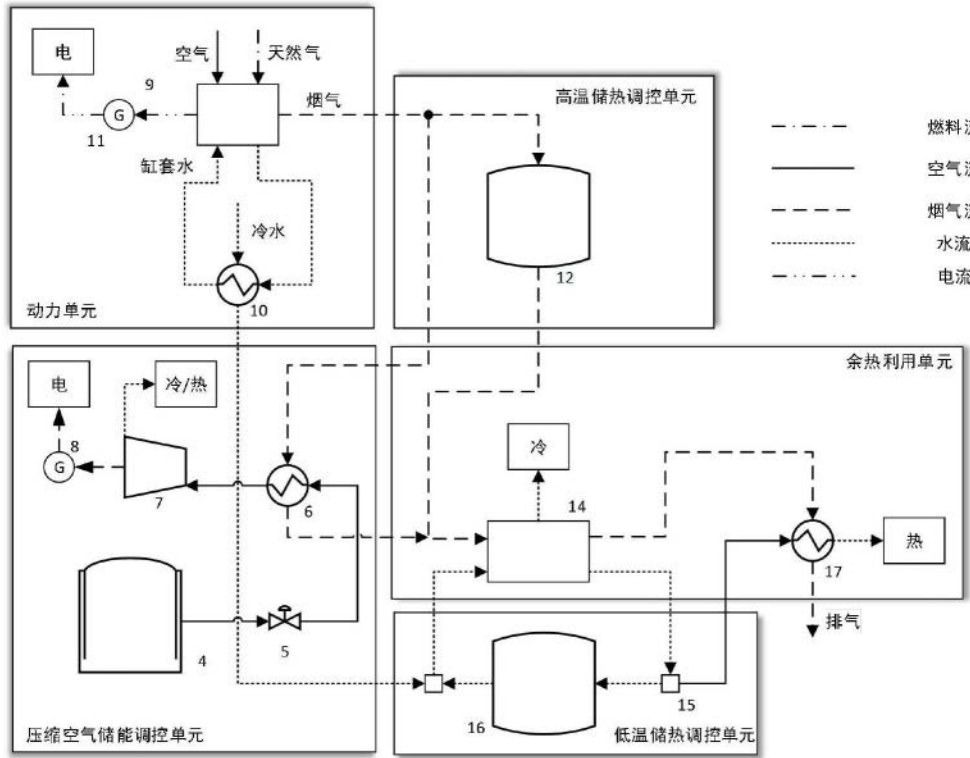 电
空气
天然气
9
烟气
G
11
缸套水
冷水
10
动力单元
高温储热调控单元
12
燃料流
空气流
烟气流
水流
电流
电
冷/热
8
G
7
6
4
5
压缩空气储能调控单元
余热利用单元
冷
14
热
17
排气
15
16
低温储热调控单元